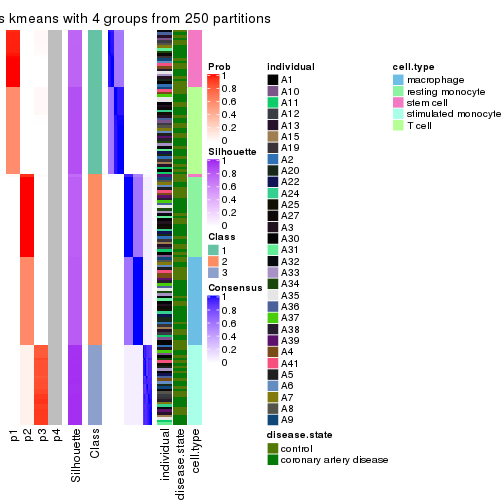 s kmeans with 4 groups from 250 partitions
Prob
1
0.8
0.6
0.4
0.2
0
Silhouette
1
0.8
0.6
0.4
0.2
0
Class
1
2
3
Consensus
1
0.8
0.6
0.4
0.2
0
individual
A1
A10
A11
A12
A13
A15
A19
A2
A20
A22
A24
A25
A27
A3
A30
A31
A32
A33
A34
A35
A36
A37
A38
A39
A4
A41
A5
A6
A7
A8
A9
disease.state
control
coronary artery disease
cell.type
macrophage
resting monocyte
stem cell
stimulated monocyte
T cell
p1
p2
p3
p4
Silhouette
Class
individual
disease.state
cell.type